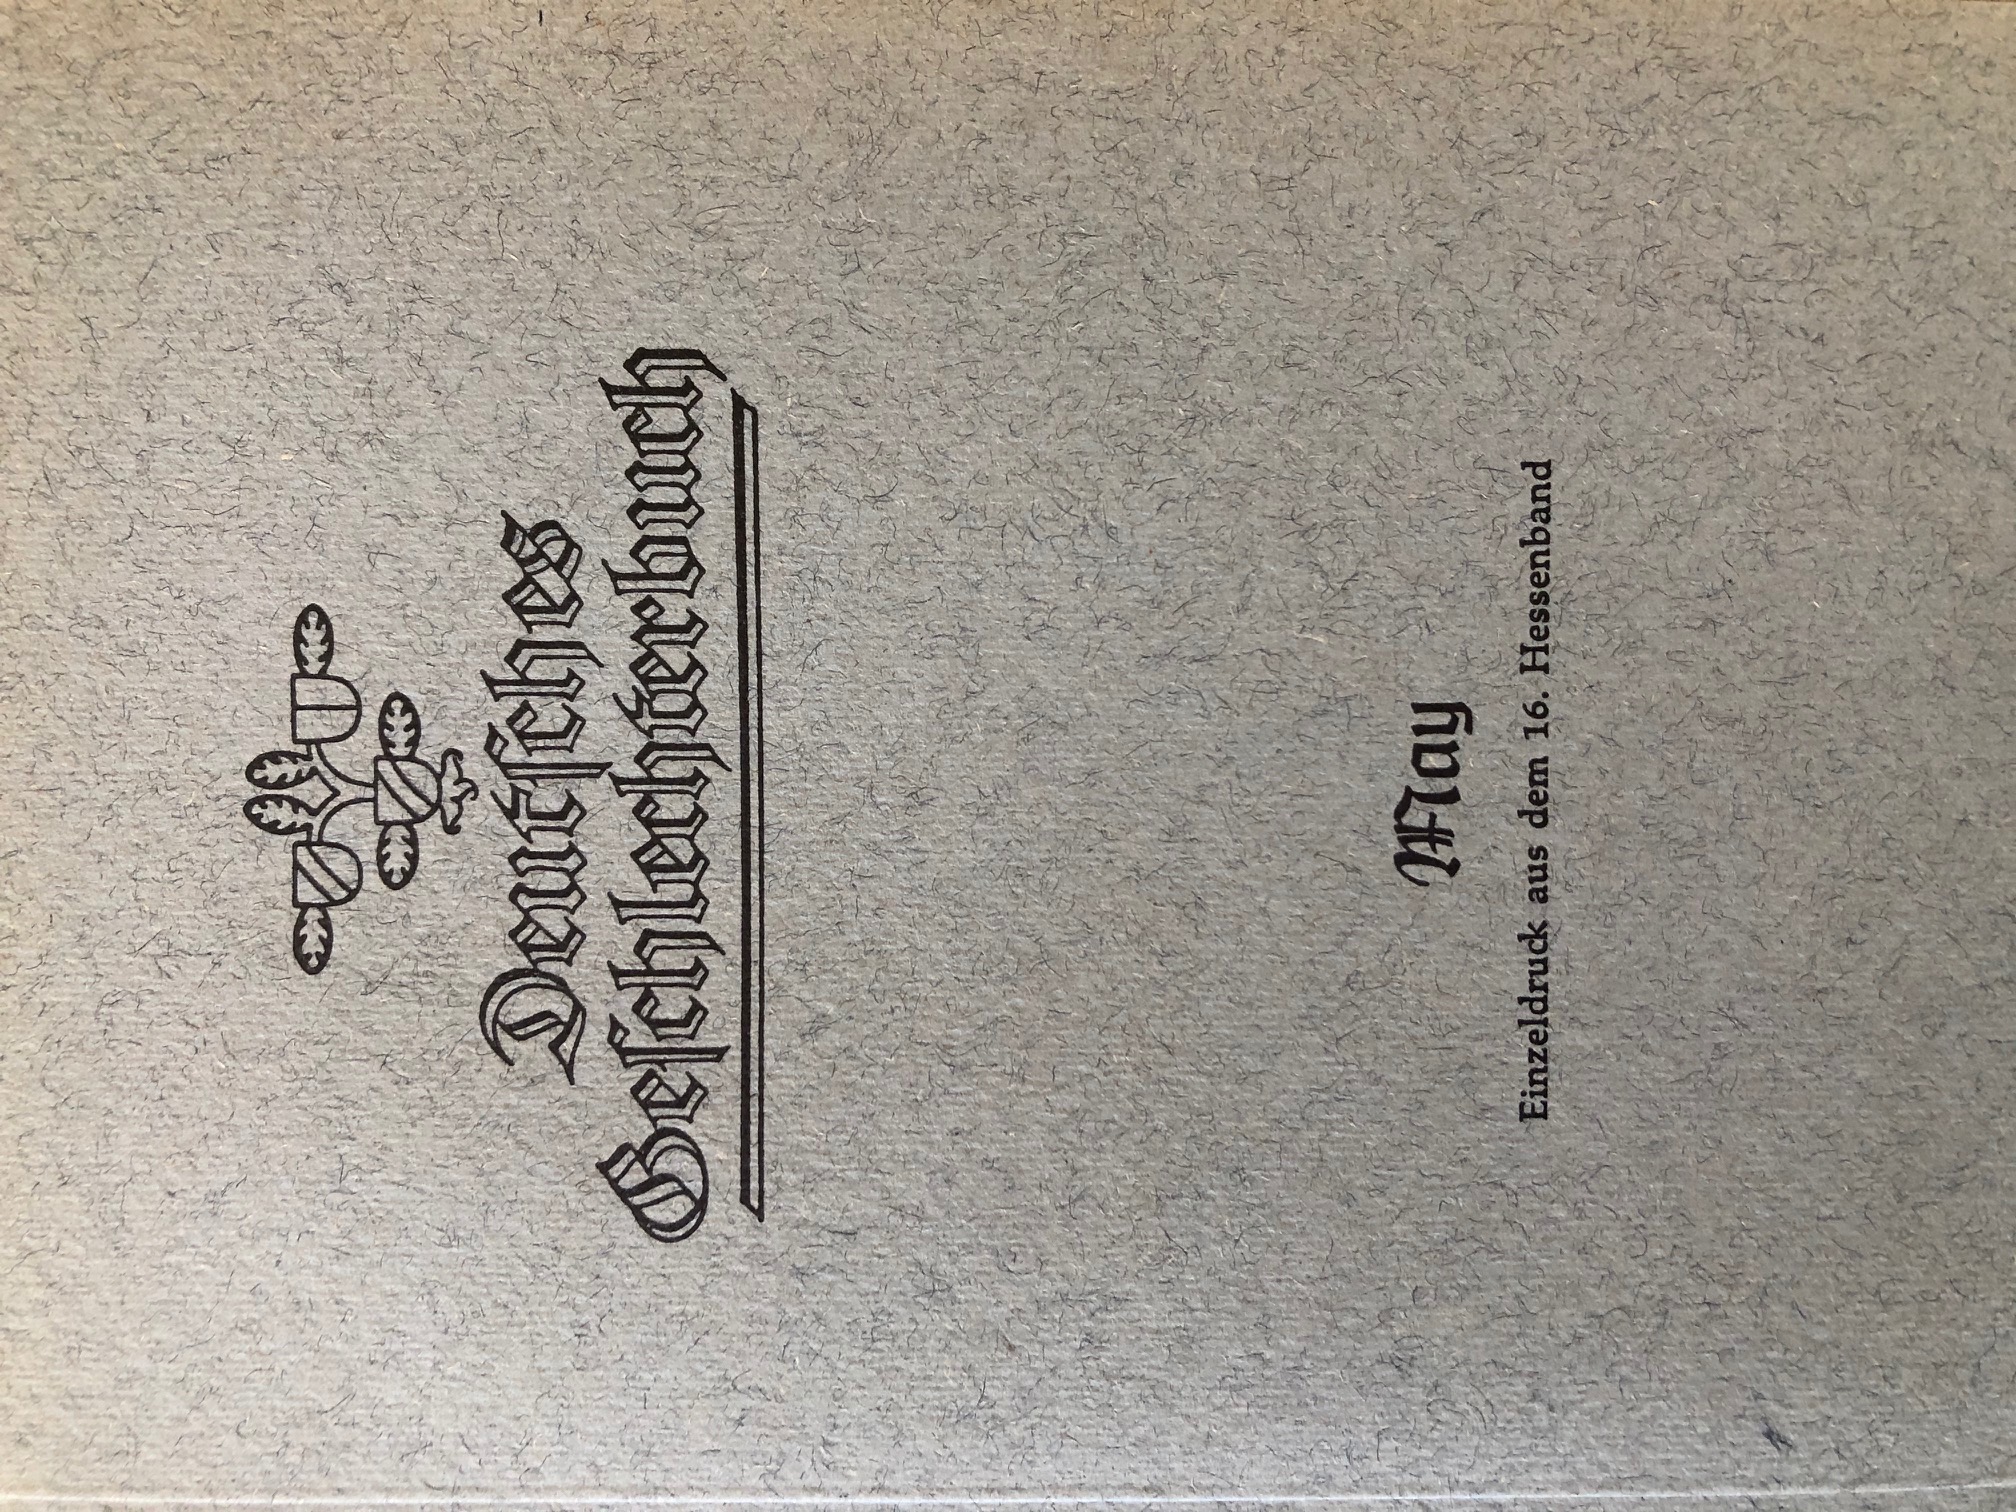 Deutſches
Geſchlechterbuch
May
Einzeldruck aus dem 16. Hessenband